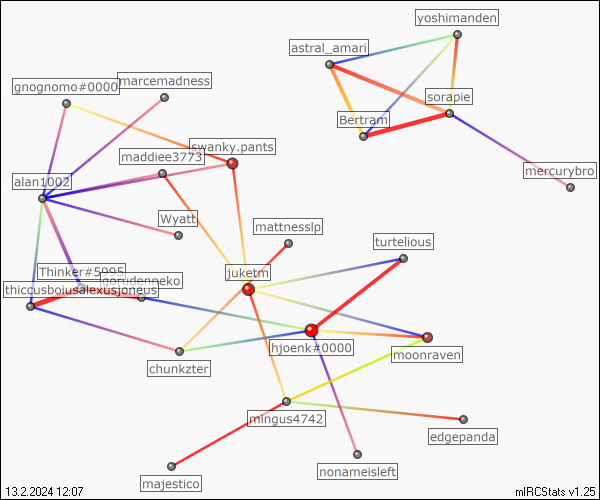 yoshimanden
astral_amari
marcemadness
gnognomo#0000
sorapie
Bertram
swanky.pants
maddiee3773
mercurybro
alan1002
Wyatt
mattnesslp
turtelious
Thinker#5995
juketm
thiccusboiusalexusjoneus
hjoenk#0000
moonraven
chunkzter
mingus4742
edgepanda
nonameisleft
majestico
13.2.2024 12:07
mIRCStats v1.25